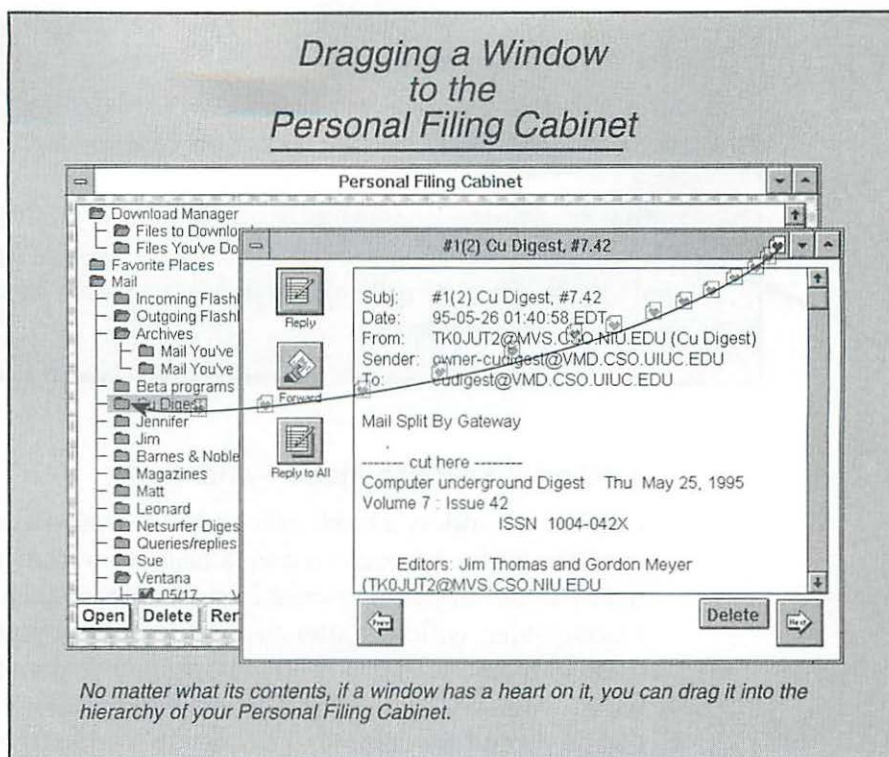 Dragging a Window
to the
Personal Filing Cabinet
Personal Filing Cabinet
Download Manager
Files to Downlo
Files You've Do
Favorite Places
Mail
Incoming Flash
Outgoing Flash
Archives
Mail You've
Mail You've
Beta programs
Cu Digest
Jennifer
Jim
Barnes & Noble
Magazines
Matt
Leonard
Netsurfer Diges
Queries/replies
Sue
Ventana
05/17
Open Delete Ren
#1(2) Cu Digest, #7.42
Reply
Forward
Reply to All
Subj: #1(2) Cu Digest, #7.42
Date: 95-05-26 01:40:58 EDT
From: TK0JUT2@MVS.CSO.NIU.EDU (Cu Digest)
Sender: owner-cudigest@VMD.CSO.UIUC.EDU
To: cudigest@VMD.CSO.UIUC.EDU
Mail Split By Gateway
------ cut here --------
Computer underground Digest Thu May 25, 1995
Volume 7 : Issue 42
ISSN 1004-042X
Editors: Jim Thomas and Gordon Meyer
(TK0JUT2@MVS.CSO.NIU.EDU
Prev
Delete
Next
No matter what its contents, if a window has a heart on it, you can drag it into the
hierarchy of your Personal Filing Cabinet.